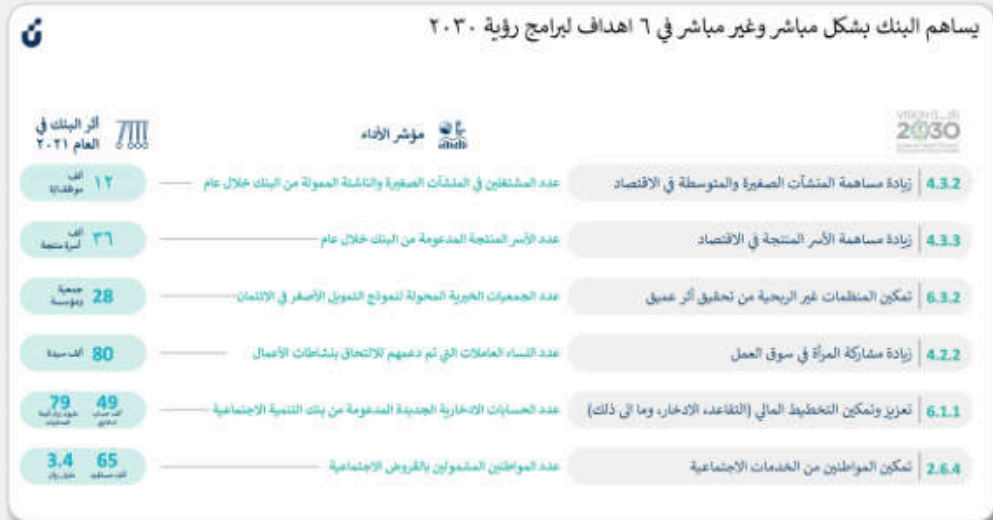 يساهم البنك بشكل مباشر وغير مباشر في ٦ اهداف لبرامج رؤية ٢٠٣٠
VISION رؤيـــة
2030
مؤشر الأداء
أثر البنك في
العام ٢٠٢١
4.3.2 زيادة مساهمة المنشآت الصغيرة والمتوسطة في الاقتصاد
عدد المشتغلين في المنشآت الصغيرة والناشئة الممولة من البنك خلال عام
١٢ ألف
4.3.3 زيادة مساهمة الأسر المنتجة في الاقتصاد
عدد الأسر المنتجة المدعومة من البنك خلال عام
٣٦ ألف
أسرة منتجة
6.3.2 تمكين المنظمات غير الربحية من تحقيق أثر عميق
عدد الجمعيات الخيرية المحولة لنموذج التمويل الأصغر في الائتمان
28 جمعية
ومؤسسة
4.2.2 زيادة مشاركة المرأة في سوق العمل
عدد النساء العاملات التي تم دعمهم للالتحاق بنشاطات الأعمال
80 ألف سيدة
6.1.1 تعزيز وتمكين التخطيط المالي (التقاعد، الادخار، وما الى ذلك)
عدد الحسابات الادخارية الجديدة المدعومة من بنك التنمية الاجتماعية
49 79
2.6.4 تمكين المواطنين من الخدمات الاجتماعية
عدد المواطنين المشمولين بالقروض الاجتماعية
65 3.4